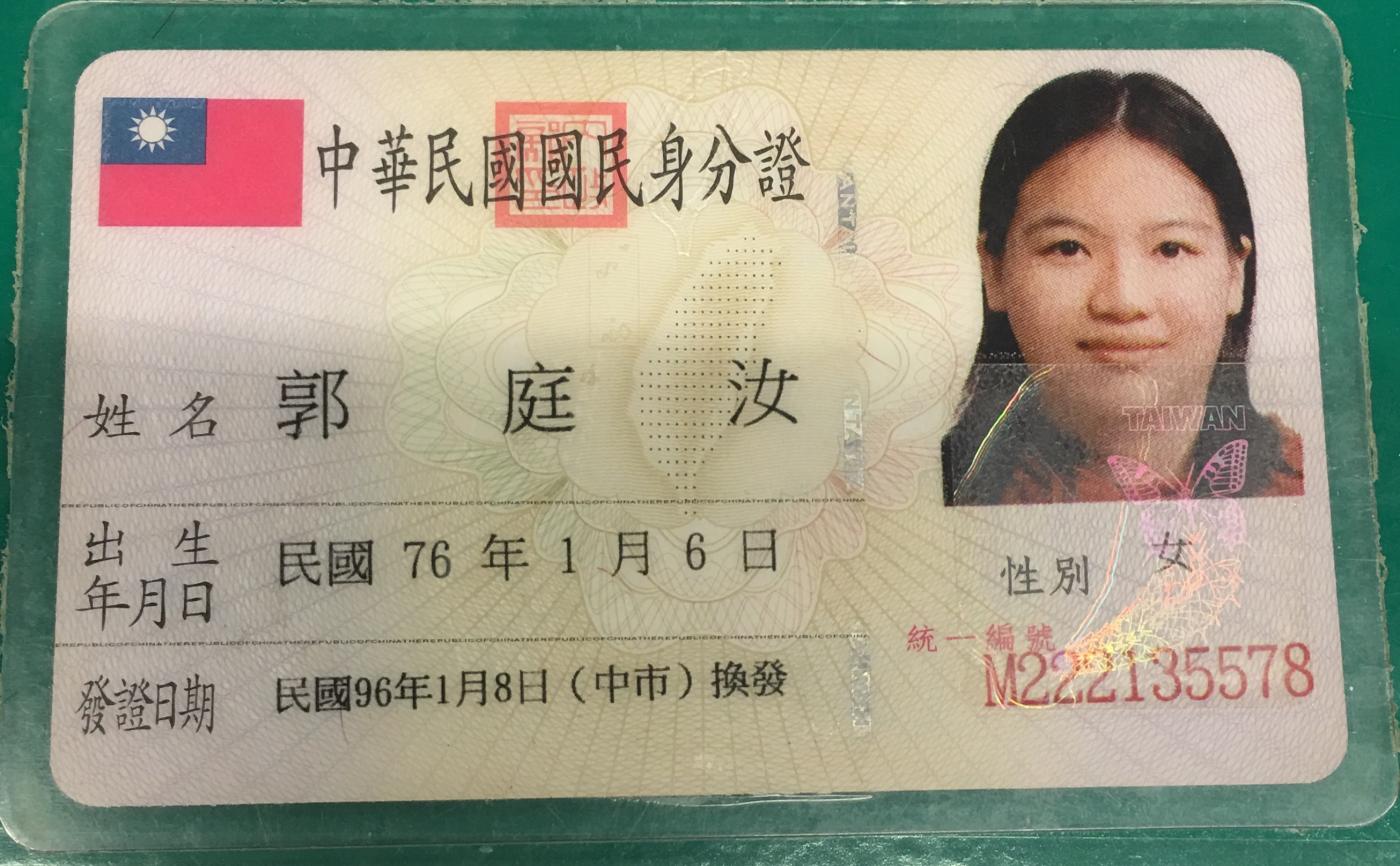 中華民國國民身分證
姓名 郭庭汝
TAIWAN
THEREPUBLICOFCHINATHEREPUBLICOFCHINA
出生年月日 民國 76 年 1 月 6 日
性別 女
發證日期 民國96年1月8日（中市）換發
統一編號
M222135578